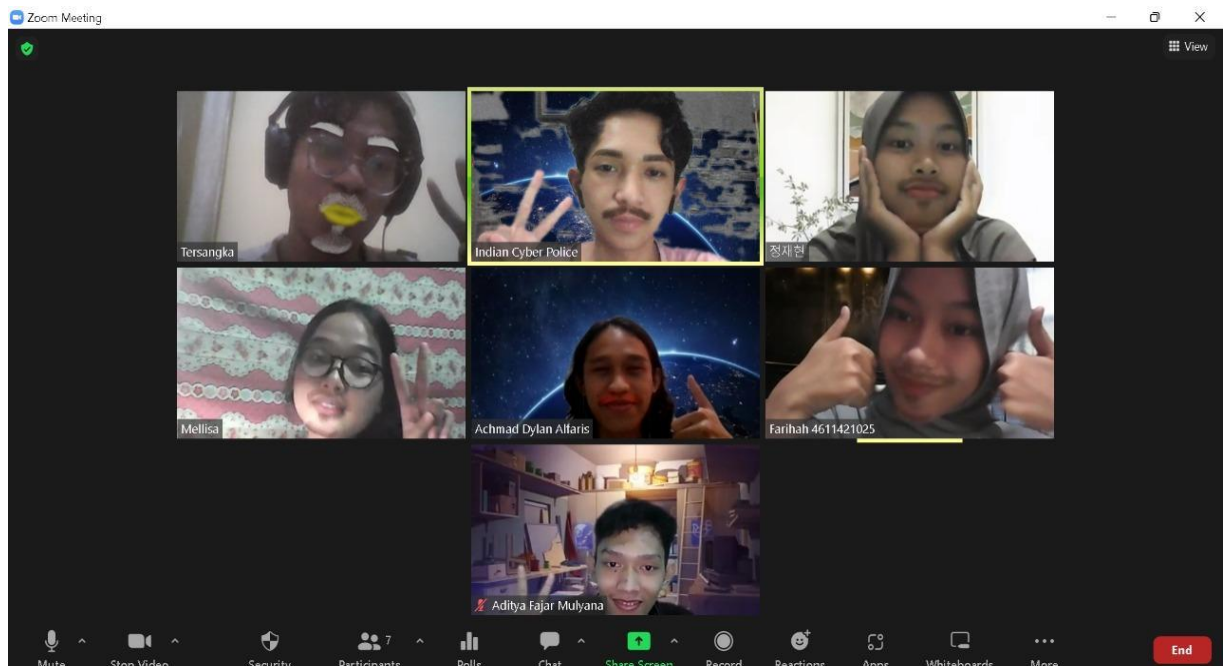 Zoom Meeting
View
Tersangka
Indian Cyber Police
정재현
Mellisa
Achmad Dylan Alfaris
Farihah 4611421025
Aditya Fajar Mulyana
7
Mute
Stop Video
Security
Participants
Polls
Chat
Share Screen
Record
Reactions
Apps
Whiteboards
More
End